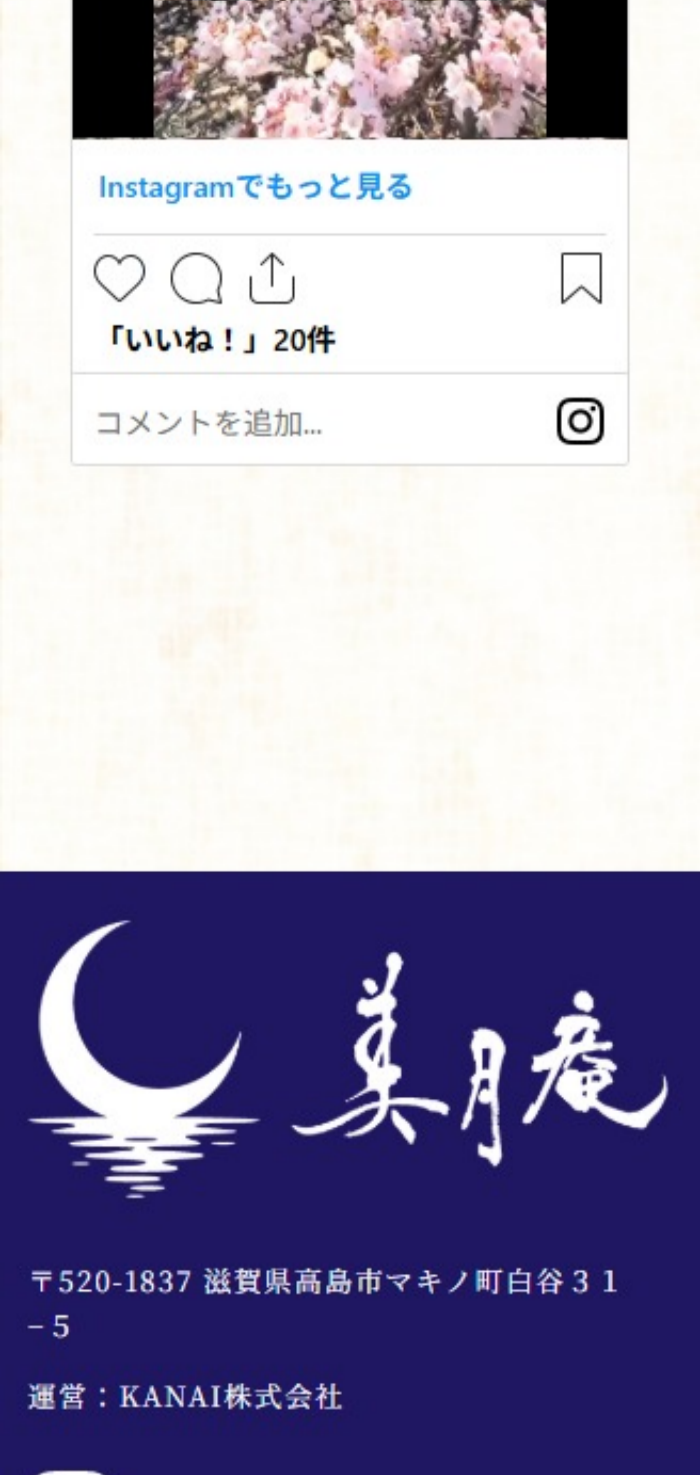 Instagramでもっと見る
「いいね！」20件
コメントを追加...
美月庵
〒520-1837 滋賀県高島市マキノ町白谷３１
−５
運営：KANAI株式会社